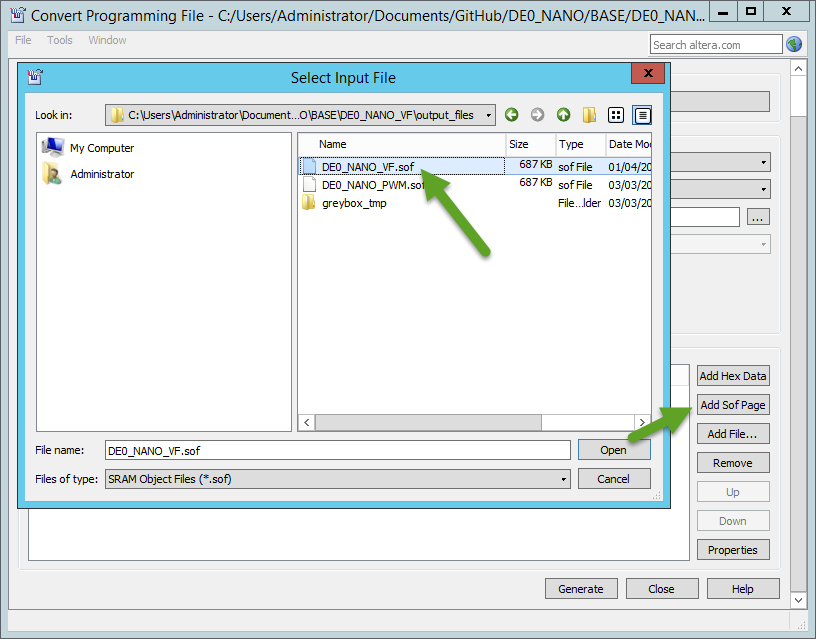 Convert Programming File - C:/Users/Administrator/Documents/GitHub/DE0_NANO/BASE/DE0_NAN...
File Tools Window
Search altera.com
Select Input File
Look in: C:\Users\Administrator\Document...O\BASE\DE0_NANO_VF\output_files
My Computer
Administrator
Name Size Type Date Mo
DE0_NANO_VF.sof 687 KB sof File 01/04/20
DE0_NANO_PWM.sof 687 KB sof File 03/03/20
greybox_tmp File...lder 03/03/20
...
File name: DE0_NANO_VF.sof Open
Files of type: SRAM Object Files (*.sof) Cancel
Add Hex Data
Add Sof Page
Add File...
Remove
Up
Down
Properties
Generate Close Help